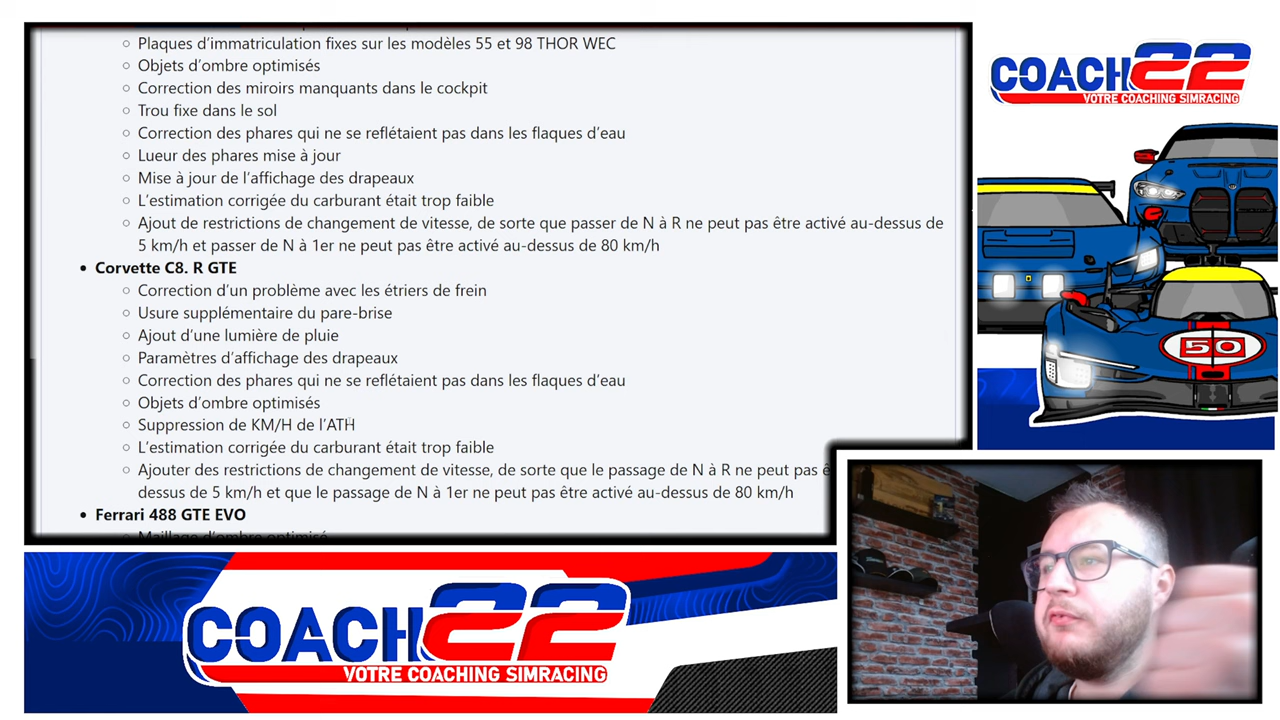 Plaques d'immatriculation fixes sur les modèles 55 et 98 THOR WEC
Objets d'ombre optimisés
Correction des miroirs manquants dans le cockpit
Trou fixe dans le sol
Correction des phares qui ne se reflétaient pas dans les flaques d'eau
Lueur des phares mise à jour
Mise à jour de l'affichage des drapeaux
L'estimation corrigée du carburant était trop faible
Ajout de restrictions de changement de vitesse, de sorte que passer de N à R ne peut pas être activé au-dessus de
5 km/h et passer de N à 1er ne peut pas être activé au-dessus de 80 km/h
Corvette C8. R GTE
Correction d'un problème avec les étriers de frein
Usure supplémentaire du pare-brise
Ajout d'une lumière de pluie
Paramètres d'affichage des drapeaux
Correction des phares qui ne se reflétaient pas dans les flaques d'eau
Objets d'ombre optimisés
Suppression de KM/H de l'ATH
L'estimation corrigée du carburant était trop faible
Ajouter des restrictions de changement de vitesse, de sorte que le passage de N à R ne peut pas
dessus de 5 km/h et que le passage de N à 1er ne peut pas être activé au-dessus de 80 km/h
Ferrari 488 GTE EVO
Maillage d'ombre optimisé
COACH22
VOTRE COACHING SIMRACING
50
COACH22
VOTRE COACHING SIMRACING